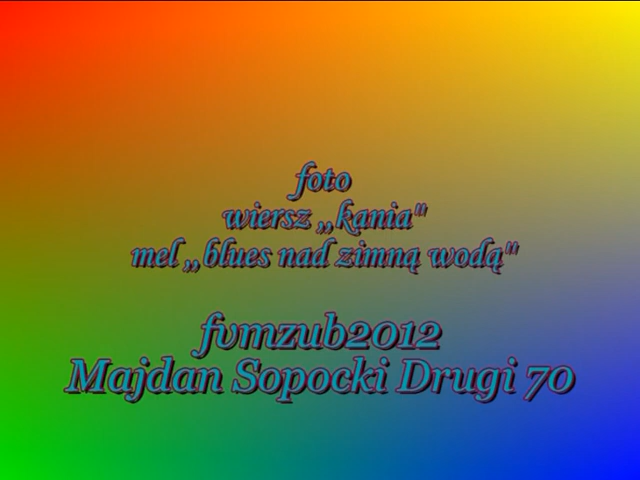 foto
wiersz ,,kania"
mel ,,blues nad zimną wodą"
fvmzub2012
Majdan Sopocki Drugi 70